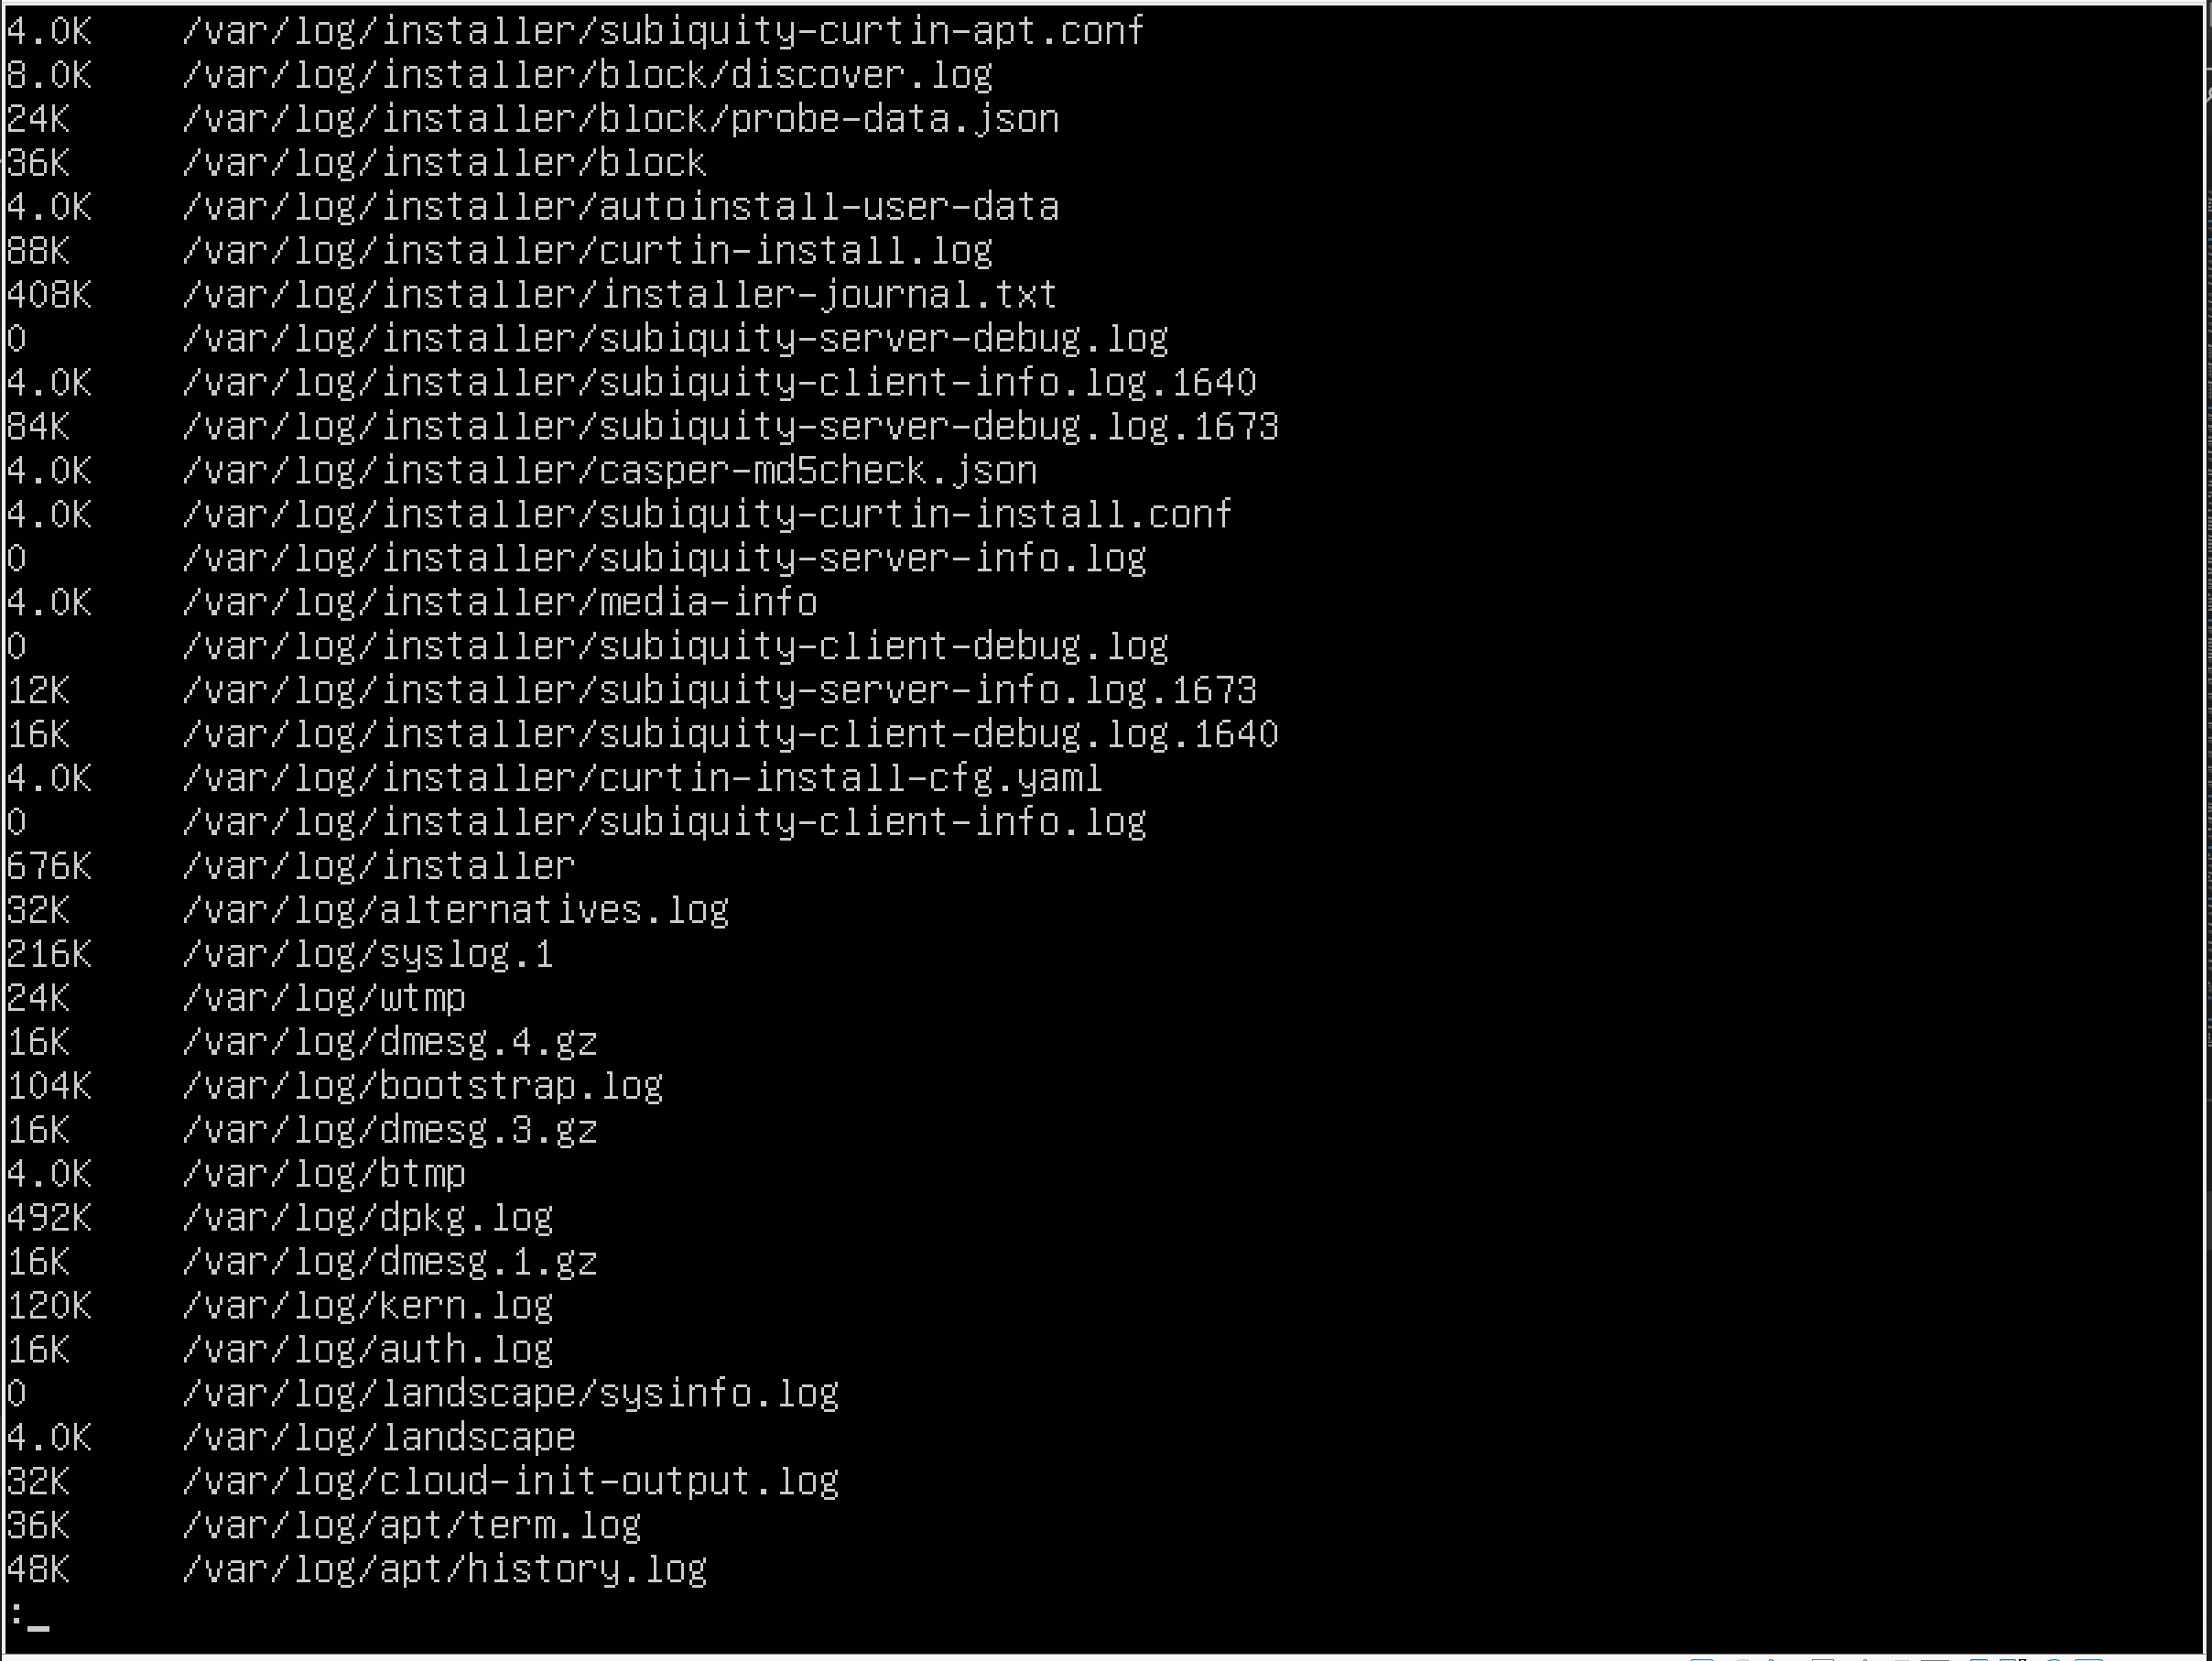 4.0K	/var/log/installer/subiquity-curtin-apt.conf
8.0K	/var/log/installer/block/discover.log
24K	/var/log/installer/block/probe-data.json
36K	/var/log/installer/block
4.0K	/var/log/installer/autoinstall-user-data
88K	/var/log/installer/curtin-install.log
408K	/var/log/installer/installer-journal.txt
0	/var/log/installer/subiquity-server-debug.log
4.0K	/var/log/installer/subiquity-client-info.log.1640
84K	/var/log/installer/subiquity-server-debug.log.1673
4.0K	/var/log/installer/casper-md5check.json
4.0K	/var/log/installer/subiquity-curtin-install.conf
0	/var/log/installer/subiquity-server-info.log
4.0K	/var/log/installer/media-info
0	/var/log/installer/subiquity-client-debug.log
12K	/var/log/installer/subiquity-server-info.log.1673
16K	/var/log/installer/subiquity-client-debug.log.1640
4.0K	/var/log/installer/curtin-install-cfg.yaml
0	/var/log/installer/subiquity-client-info.log
676K	/var/log/installer
32K	/var/log/alternatives.log
216K	/var/log/syslog.1
24K	/var/log/wtmp
16K	/var/log/dmesg.4.gz
104K	/var/log/bootstrap.log
16K	/var/log/dmesg.3.gz
4.0K	/var/log/btmp
492K	/var/log/dpkg.log
16K	/var/log/dmesg.1.gz
120K	/var/log/kern.log
16K	/var/log/auth.log
0	/var/log/landscape/sysinfo.log
4.0K	/var/log/landscape
32K	/var/log/cloud-init-output.log
36K	/var/log/apt/term.log
48K	/var/log/apt/history.log
:_